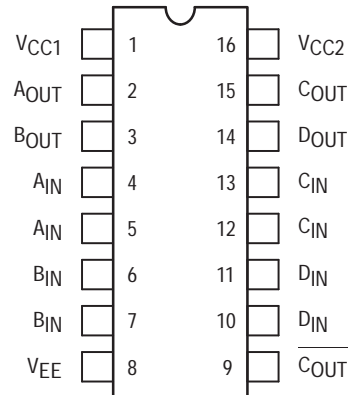 VCC1 1 16 VCC2
AOUT 2 15 COUT
BOUT 3 14 DOUT
AIN 4 13 CIN
AIN 5 12 CIN
BIN 6 11 DIN
BIN 7 10 DIN
VEE 8 9 C̅O̅U̅T̅